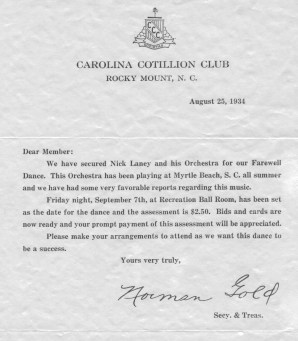 CAROLINA COTILLION CLUB
ROCKY MOUNT, N. C.
August 25, 1934
Dear Member:
We have secured Nick Laney and his Orchestra for our Farewell
Dance. This Orchestra has been playing at Myrtle Beach, S. C. all summer
and we have had some very favorable reports regarding this music.
Friday night, September 7th, at Recreation Ball Room, has been set
as the date for the dance and the assessment is $2.50. Bids and cards are
now ready and your prompt payment of this assessment will be appreciated.
Please make your arrangements to attend as we want this dance to
be a success.
Yours very truly,
Norman Gold
Secy. & Treas.